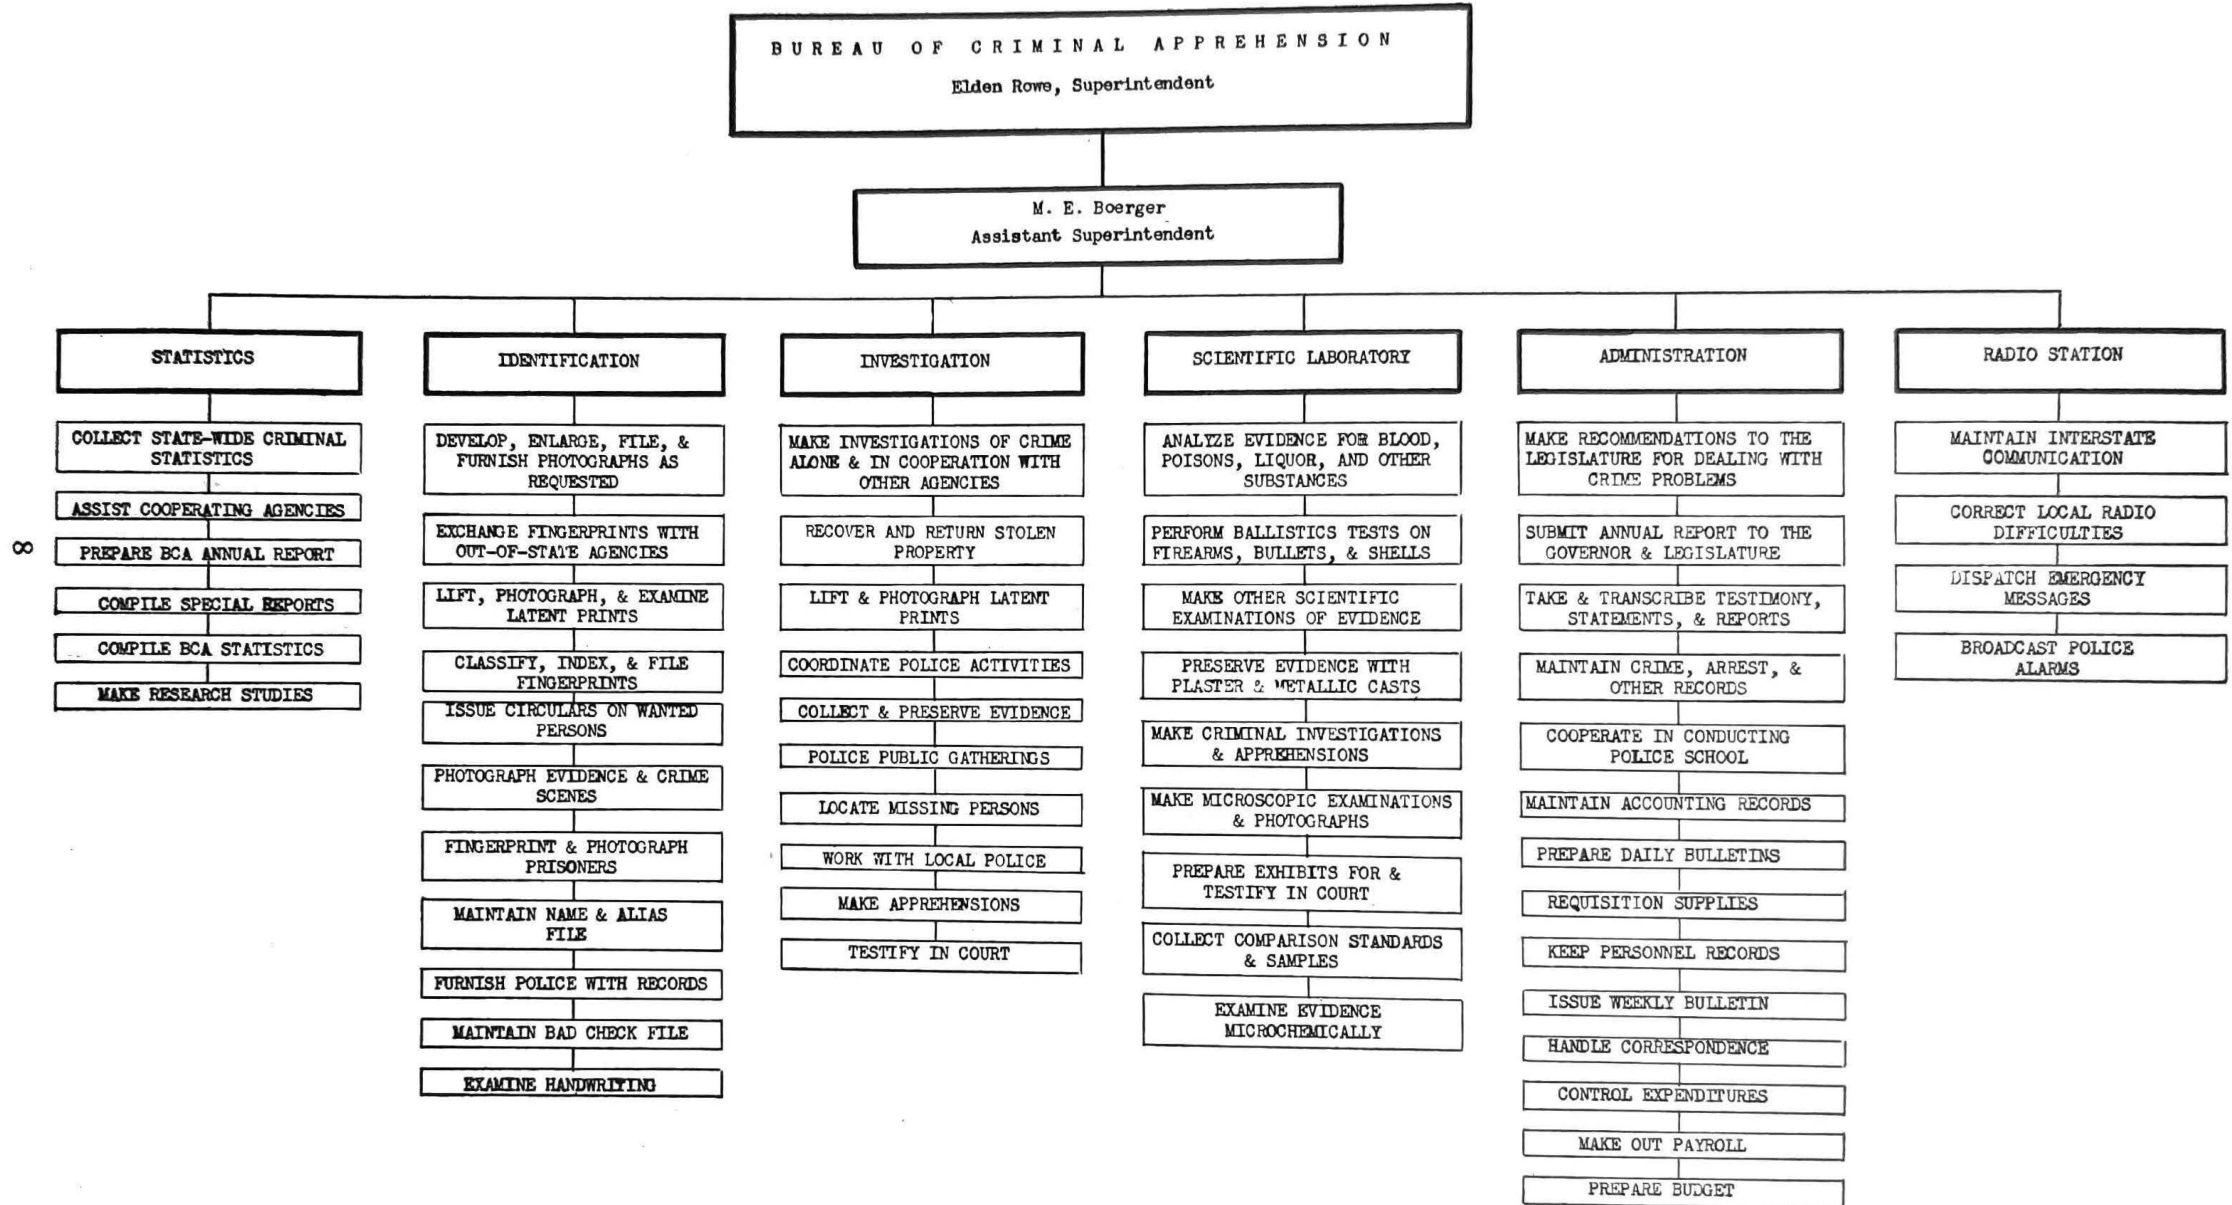 BUREAU OF CRIMINAL APPREHENSION
Elden Rowe, Superintendent
M. E. Boerger
Assistant Superintendent
STATISTICS
COLLECT STATE-WIDE CRIMINAL
STATISTICS
ASSIST COOPERATING AGENCIES
PREPARE BCA ANNUAL REPORT
COMPILE SPECIAL REPORTS
COMPILE BCA STATISTICS
MAKE RESEARCH STUDIES
IDENTIFICATION
DEVELOP, ENLARGE, FILE, &
FURNISH PHOTOGRAPHS AS
REQUESTED
EXCHANGE FINGERPRINTS WITH
OUT-OF-STATE AGENCIES
LIFT, PHOTOGRAPH, & EXAMINE
LATENT PRINTS
CLASSIFY, INDEX, & FILE
FINGERPRINTS
ISSUE CIRCULARS ON WANTED
PERSONS
PHOTOGRAPH EVIDENCE & CRIME
SCENES
FINGERPRINT & PHOTOGRAPH
PRISONERS
MAINTAIN NAME & ALIAS
FILE
FURNISH POLICE WITH RECORDS
MAINTAIN BAD CHECK FILE
EXAMINE HANDWRITING
INVESTIGATION
MAKE INVESTIGATIONS OF CRIME
ALONE & IN COOPERATION WITH
OTHER AGENCIES
RECOVER AND RETURN STOLEN
PROPERTY
LIFT & PHOTOGRAPH LATENT
PRINTS
COORDINATE POLICE ACTIVITIES
COLLECT & PRESERVE EVIDENCE
POLICE PUBLIC GATHERINGS
LOCATE MISSING PERSONS
WORK WITH LOCAL POLICE
MAKE APPREHENSIONS
TESTIFY IN COURT
SCIENTIFIC LABORATORY
ANALYZE EVIDENCE FOR BLOOD,
POISONS, LIQUOR, AND OTHER
SUBSTANCES
PERFORM BALLISTICS TESTS ON
FIREARMS, BULLETS, & SHELLS
MAKE OTHER SCIENTIFIC
EXAMINATIONS OF EVIDENCE
PRESERVE EVIDENCE WITH
PLASTER & METALLIC CASTS
MAKE CRIMINAL INVESTIGATIONS
& APPREHENSIONS
MAKE MICROSCOPIC EXAMINATIONS
& PHOTOGRAPHS
PREPARE EXHIBITS FOR &
TESTIFY IN COURT
COLLECT COMPARISON STANDARDS
& SAMPLES
EXAMINE EVIDENCE
MICROCHEMICALLY
ADMINISTRATION
MAKE RECOMMENDATIONS TO THE
LEGISLATURE FOR DEALING WITH
CRIME PROBLEMS
SUBMIT ANNUAL REPORT TO THE
GOVERNOR & LEGISLATURE
TAKE & TRANSCRIBE TESTIMONY,
STATEMENTS, & REPORTS
MAINTAIN CRIME, ARREST, &
OTHER RECORDS
COOPERATE IN CONDUCTING
POLICE SCHOOL
MAINTAIN ACCOUNTING RECORDS
PREPARE DAILY BULLETINS
REQUISITION SUPPLIES
KEEP PERSONNEL RECORDS
ISSUE WEEKLY BULLETIN
HANDLE CORRESPONDENCE
CONTROL EXPENDITURES
MAKE OUT PAYROLL
PREPARE BUDGET
RADIO STATION
MAINTAIN INTERSTATE
COMMUNICATION
CORRECT LOCAL RADIO
DIFFICULTIES
DISPATCH EMERGENCY
MESSAGES
BROADCAST POLICE
ALARMS
8